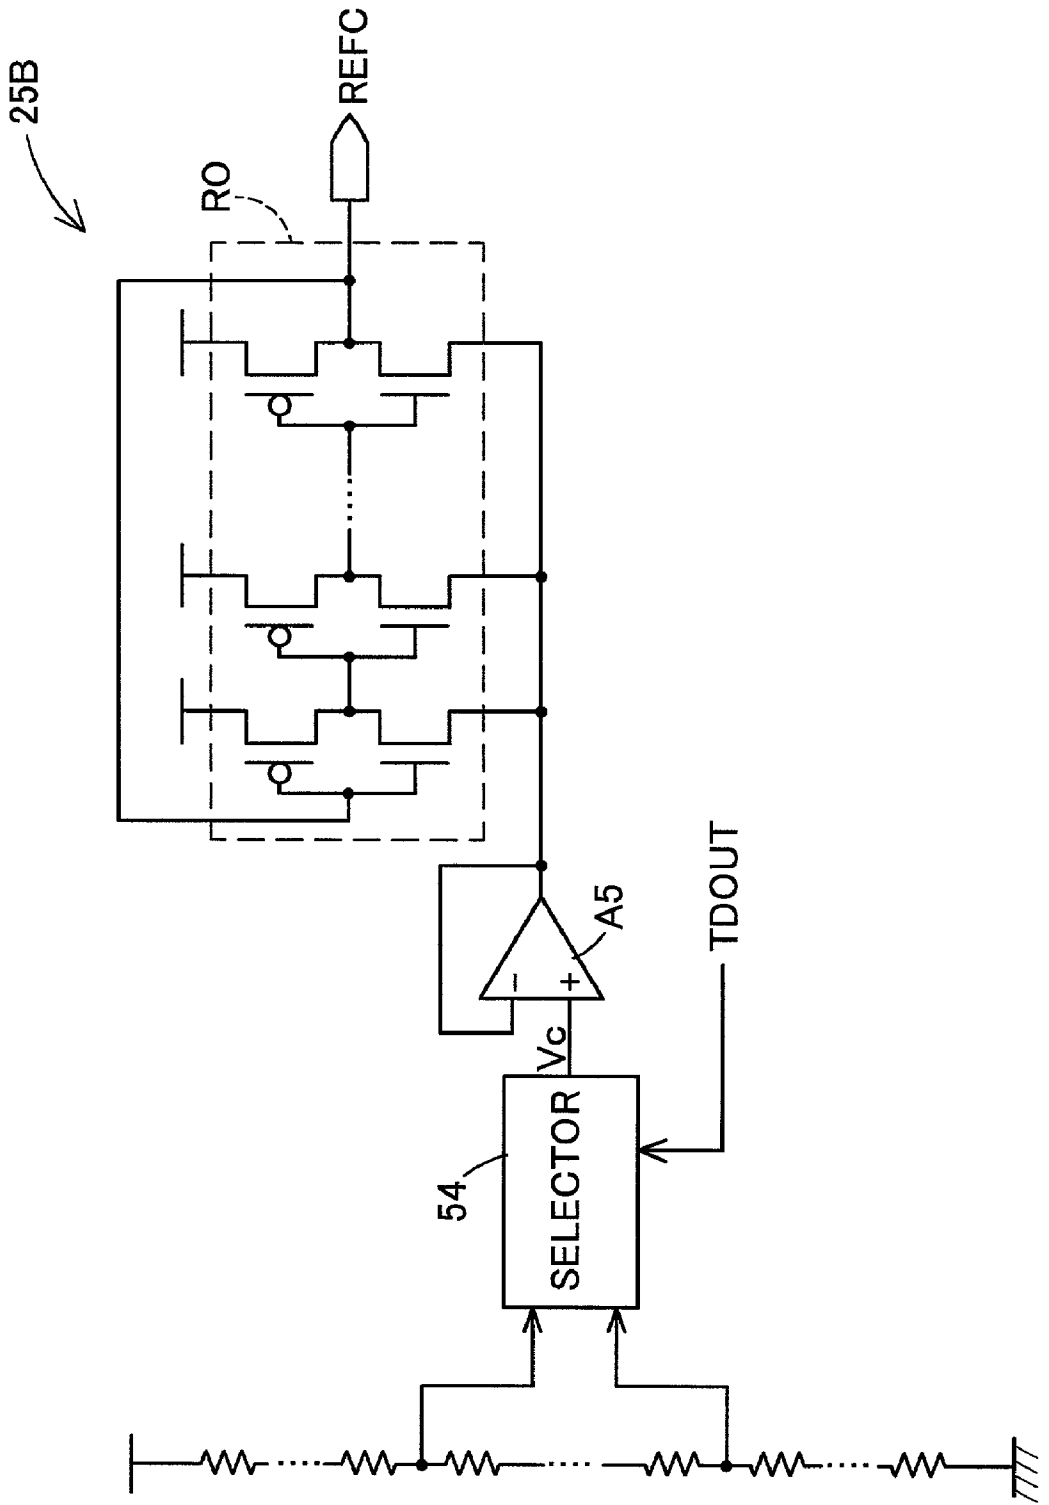 25B
RO
REFC
54
SELECTOR
Vc
−
+
A5
TDOUT